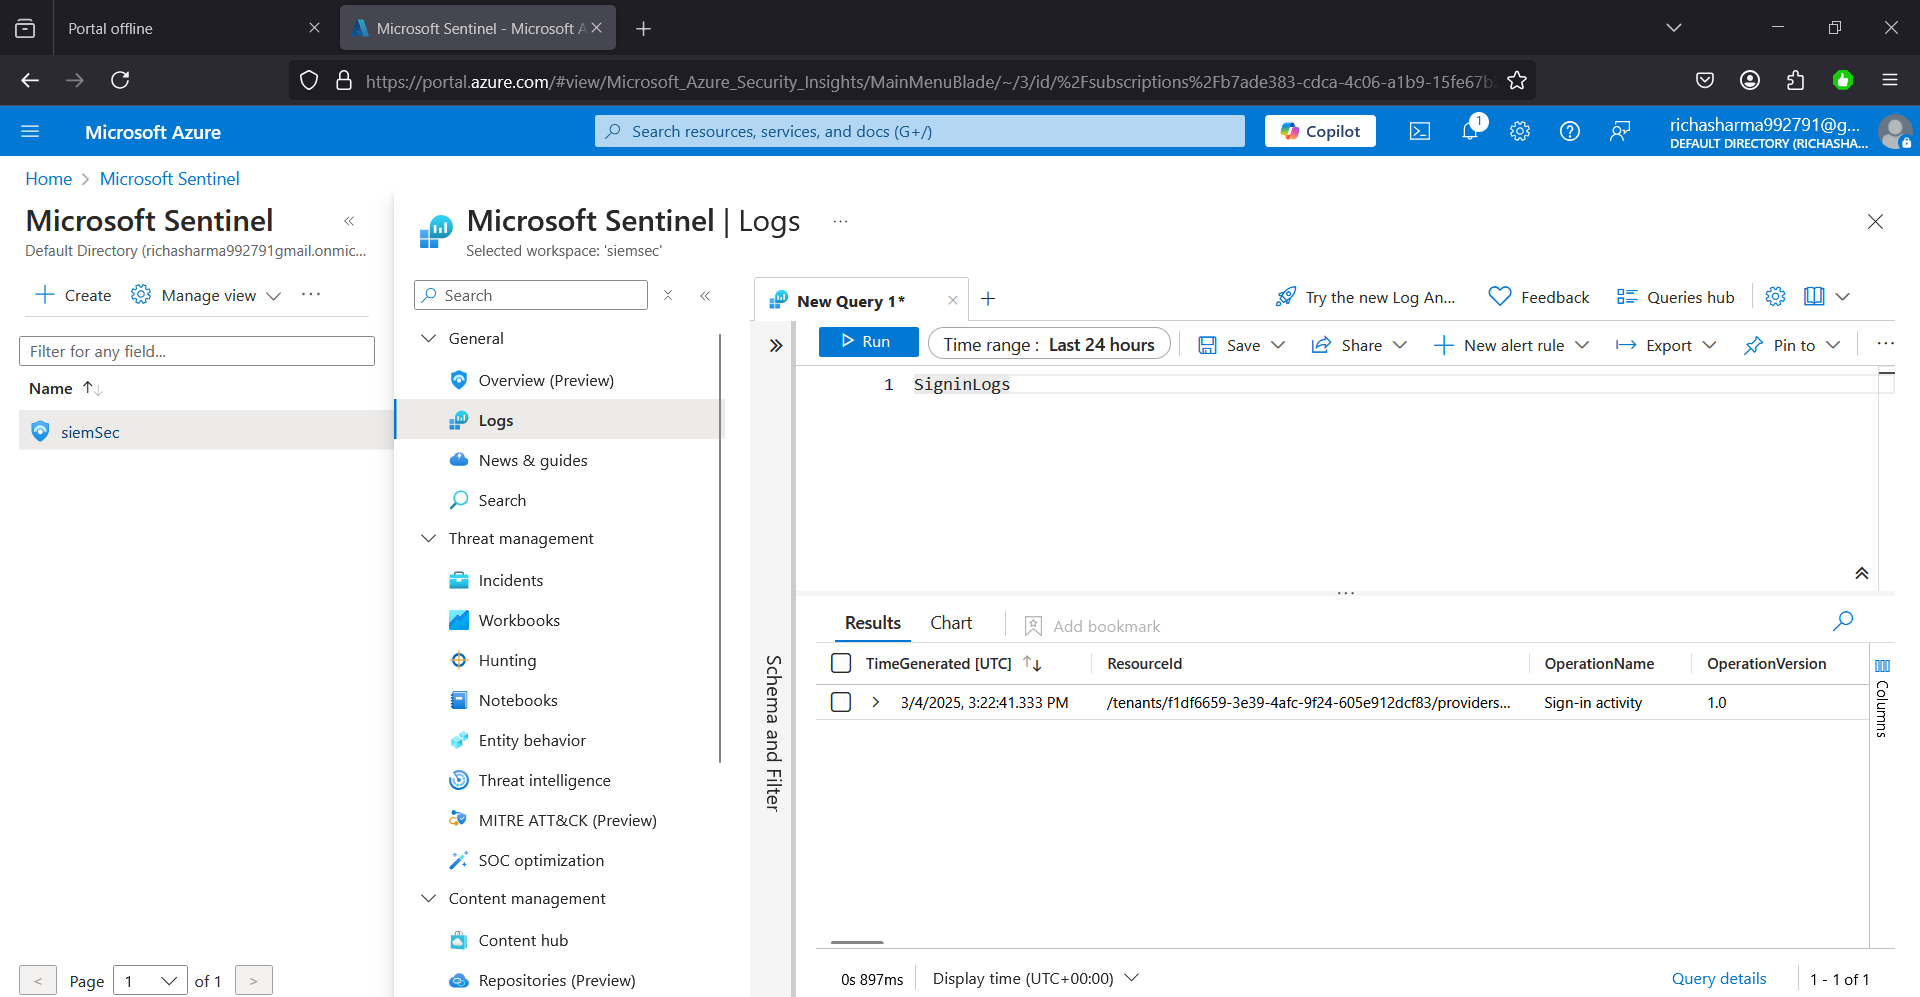 Portal offline
Microsoft Sentinel - Microsoft A
https://portal.azure.com/#view/Microsoft_Azure_Security_Insights/MainMenuBlade/~/3/id/%2Fsubscriptions%2Fb7ade383-cdca-4c06-a1b9-15fe67b
Microsoft Azure
Search resources, services, and docs (G+/)
Copilot
1
richasharma992791@g...
DEFAULT DIRECTORY (RICHASHA...
Home > Microsoft Sentinel
Microsoft Sentinel
Default Directory (richasharma992791gmail.onmic...
Create
Manage view
Filter for any field...
Name
siemSec
< Page 1 of 1 >
Microsoft Sentinel | Logs
Selected workspace: 'siemsec'
Search
General
Overview (Preview)
Logs
News & guides
Search
Threat management
Incidents
Workbooks
Hunting
Notebooks
Entity behavior
Threat intelligence
MITRE ATT&CK (Preview)
SOC optimization
Content management
Content hub
Repositories (Preview)
New Query 1*
Try the new Log An...
Feedback
Queries hub
Run
Time range : Last 24 hours
Save
Share
New alert rule
Export
Pin to
1 SigninLogs
Schema and Filter
Results
Chart
Add bookmark
TimeGenerated [UTC] ResourceId OperationName OperationVersion
3/4/2025, 3:22:41.333 PM /tenants/f1df6659-3e39-4afc-9f24-605e912dcf83/providers... Sign-in activity 1.0
Columns
0s 897ms
Display time (UTC+00:00)
Query details
1 - 1 of 1